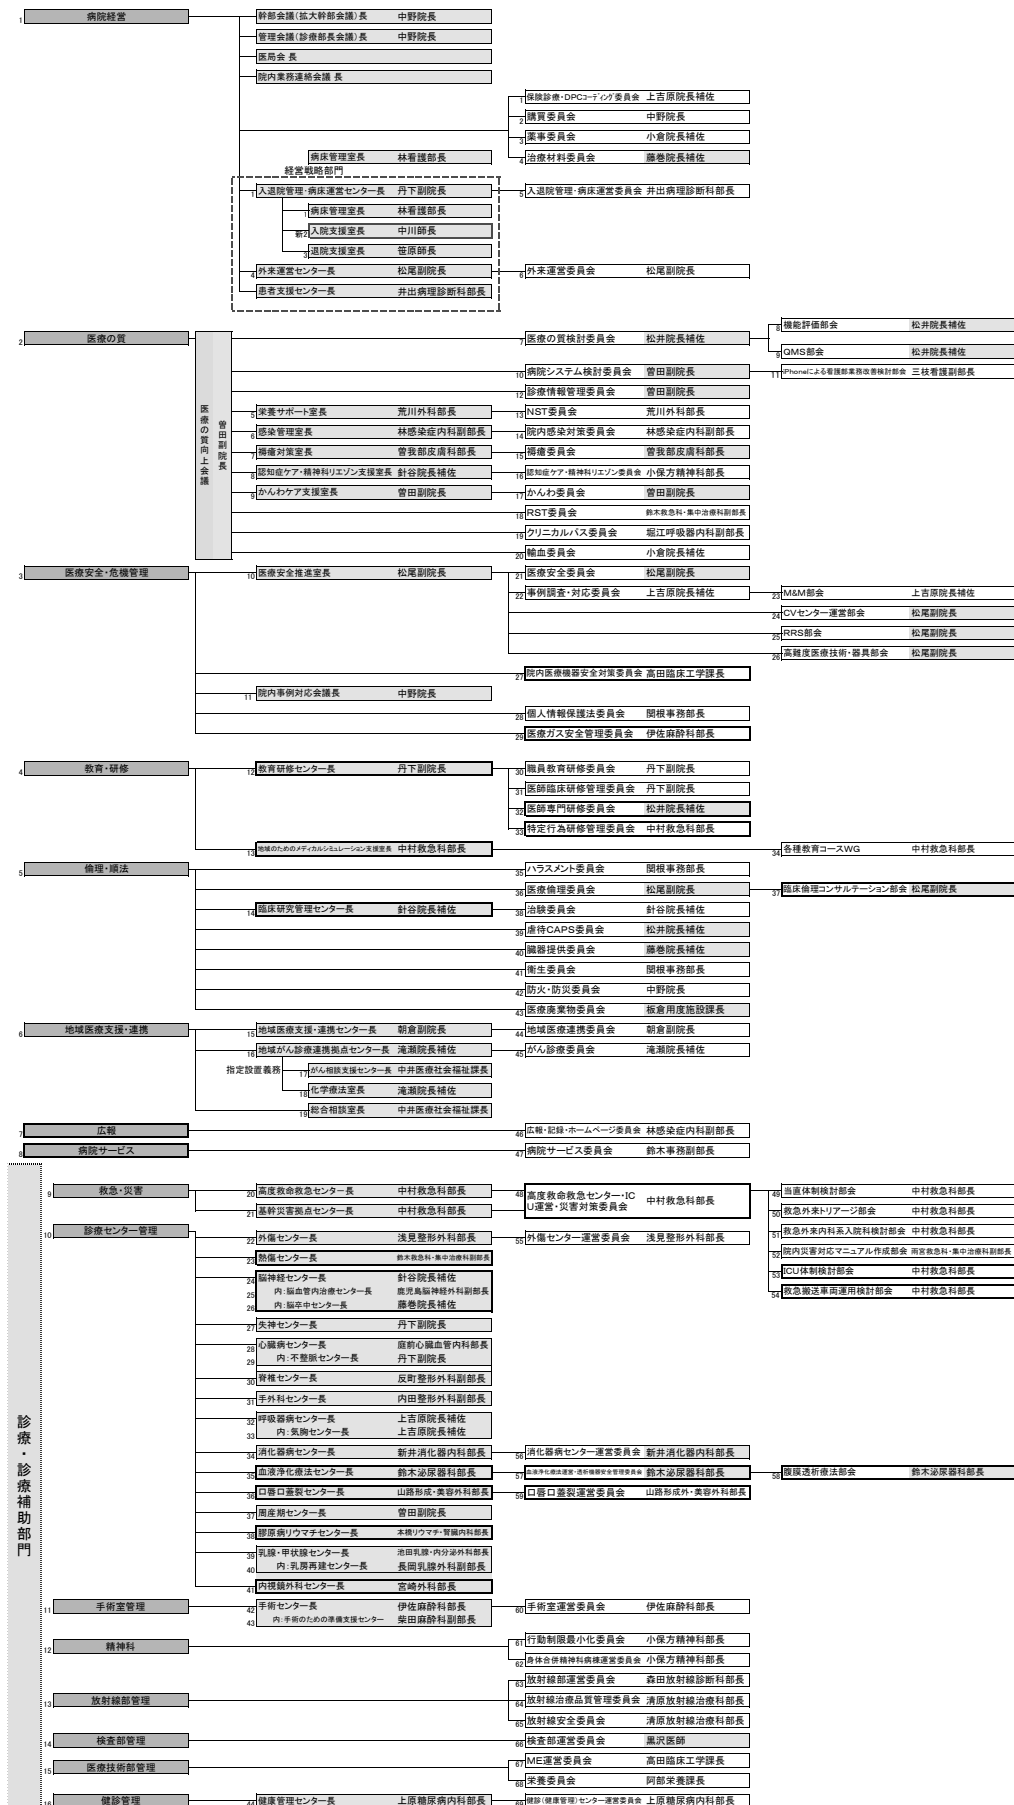 1 病院経営
幹部会議(拡大幹部会議)長 中野院長
管理会議(診療部長会議)長 中野院長
医局会 長
院内業務連絡会議 長
1 保険診療・DPCコーディング委員会 上吉原院長補佐
2 購買委員会 中野院長
3 薬事委員会 小倉院長補佐
病床管理室長 林看護部長 4 治療材料委員会 藤巻院長補佐
経営戦略部門
1 入退院管理・病床運営センター長 丹下副院長 5 入退院管理・病床運営委員会 井出病理診断科部長
1 病床管理室長 林看護部長
新2 入院支援室長 中川師長
3 退院支援室長 笹原師長
4 外来運営センター長 松尾副院長 6 外来運営委員会 松尾副院長
患者支援センター長 井出病理診断科部長
8 機能評価部会 松井院長補佐
2 医療の質 7 医療の質検討委員会 松井院長補佐
9 QMS部会 松井院長補佐
医療の質向上会議 曽田副院長
10 病院システム検討委員会 曽田副院長 11 iPhoneによる看護部業務改善検討部会 三枝看護副部長
12 診療情報管理委員会 曽田副院長
5 栄養サポート室長 荒川外科部長 13 NST委員会 荒川外科部長
6 感染管理室長 林感染症内科副部長 14 院内感染対策委員会 林感染症内科副部長
7 褥瘡対策室長 曽我部皮膚科部長 15 褥瘡委員会 曽我部皮膚科部長
8 認知症ケア・精神科リエゾン支援室長 針谷院長補佐 16 認知症ケア・精神科リエゾン委員会 小保方精神科部長
9 かんわケア支援室長 曽田副院長 17 かんわ委員会 曽田副院長
18 RST委員会 鈴木救急科・集中治療科副部長
19 クリニカルパス委員会 堀江呼吸器内科副部長
20 輸血委員会 小倉院長補佐
3 医療安全・危機管理 10 医療安全推進室長 松尾副院長 21 医療安全委員会 松尾副院長
22 事例調査・対応委員会 上吉原院長補佐 23 M&M部会 上吉原院長補佐
24 CVセンター運営部会 松尾副院長
25 RRS部会 松尾副院長
26 高難度医療技術・器具部会 松尾副院長
27 院内医療機器安全対策委員会 高田臨床工学課長
11 院内事例対応会議長 中野院長
28 個人情報保護法委員会 関根事務部長
29 医療ガス安全管理委員会 伊佐麻酔科部長
4 教育・研修 12 教育研修センター長 丹下副院長 30 職員教育研修委員会 丹下副院長
31 医師臨床研修管理委員会 丹下副院長
32 医師専門研修委員会 松井院長補佐
33 特定行為研修管理委員会 中村救急科部長
13 地域のためのメディカルシミュレーション支援室長 中村救急科部長 34 各種教育コースWG 中村救急科部長
5 倫理・順法 35 ハラスメント委員会 関根事務部長
36 医療倫理委員会 松尾副院長 37 臨床倫理コンサルテーション部会 松尾副院長
14 臨床研究管理センター長 針谷院長補佐 38 治験委員会 針谷院長補佐
39 虐待CAPS委員会 松井院長補佐
40 臓器提供委員会 藤巻院長補佐
41 衛生委員会 関根事務部長
42 防火・防災委員会 中野院長
43 医療廃棄物委員会 板倉用度施設課長
6 地域医療支援・連携 15 地域医療支援・連携センター長 朝倉副院長 44 地域医療連携委員会 朝倉副院長
16 地域がん診療連携拠点センター長 滝瀬院長補佐 45 がん診療委員会 滝瀬院長補佐
指定設置義務 17 がん相談支援センター長 中井医療社会福祉課長
18 化学療法室長 滝瀬院長補佐
19 総合相談室長 中井医療社会福祉課長
7 広報 46 広報・記録・ホームページ委員会 林感染症内科副部長
8 病院サービス 47 病院サービス委員会 鈴木事務副部長
診療・診療補助部門
9 救急・災害 20 高度救命救急センター長 中村救急科部長 48 高度救命救急センター・IC 中村救急科部長 49 当直体制検討部会 中村救急科部長
21 基幹災害拠点センター長 中村救急科部長 U運営・災害対策委員会 50 救急外来トリアージ部会 中村救急科部長
10 診療センター管理 51 救急外来内科系入院科検討部会 中村救急科部長
22 外傷センター長 浅見整形外科部長 55 外傷センター運営委員会 浅見整形外科部長
23 熱傷センター長 鈴木救急科・集中治療科副部長 52 院内災害対応マニュアル作成部会 雨宮救急科・集中治療科副部長
24 脳神経センター長 針谷院長補佐 53 ICU体制検討部会 中村救急科部長
25 内:脳血管内治療センター長 鹿児島脳神経外科副部長 54 救急搬送車両運用検討部会 中村救急科部長
26 内:脳卒中センター長 藤巻院長補佐
27 失神センター長 丹下副院長
28 心臓病センター長 庭前心臓血管内科部長
29 内:不整脈センター長 丹下副院長
30 脊椎センター長 反町整形外科副部長
31 手外科センター長 内田整形外科副部長
32 呼吸器病センター長 上吉原院長補佐
33 内:気胸センター長 上吉原院長補佐
34 消化器病センター長 新井消化器内科部長 56 消化器病センター運営委員会 新井消化器内科部長
35 血液浄化療法センター長 鈴木泌尿器科部長 57 血液浄化療法運営・透析機器安全管理委員会 鈴木泌尿器科部長 58 腹膜透析療法部会 鈴木泌尿器科部長
36 口唇口蓋裂センター長 山路形成・美容外科部長 59 口唇口蓋裂運営委員会 山路形成外・美容外科部長
37 周産期センター長 曽田副院長
38 膠原病リウマチセンター長 本橋リウマチ・腎臓内科部長
39 乳腺・甲状腺センター長 池田乳腺・内分泌外科部長
40 内:乳房再建センター長 長岡乳腺外科副部長
41 内視鏡外科センター長 宮崎外科部長
11 手術室管理 42 手術センター長 伊佐麻酔科部長 60 手術室運営委員会 伊佐麻酔科部長
43 内:手術のための準備支援センター 柴田麻酔科副部長
61 行動制限最小化委員会 小保方精神科部長
12 精神科
62 身体合併精神科病棟運営委員会 小保方精神科部長
63 放射線部運営委員会 森田放射線診断科部長
13 放射線部管理 64 放射線治療品質管理委員会 清原放射線治療科部長
65 放射線安全委員会 清原放射線治療科部長
14 検査部管理 66 検査部運営委員会 黒沢医師
67 ME運営委員会 高田臨床工学課長
15 医療技術部管理
68 栄養委員会 阿部栄養課長
16 健診管理 44 健康管理センター長 上原糖尿病内科部長 69 健診(健康管理)センター運営委員会 上原糖尿病内科部長